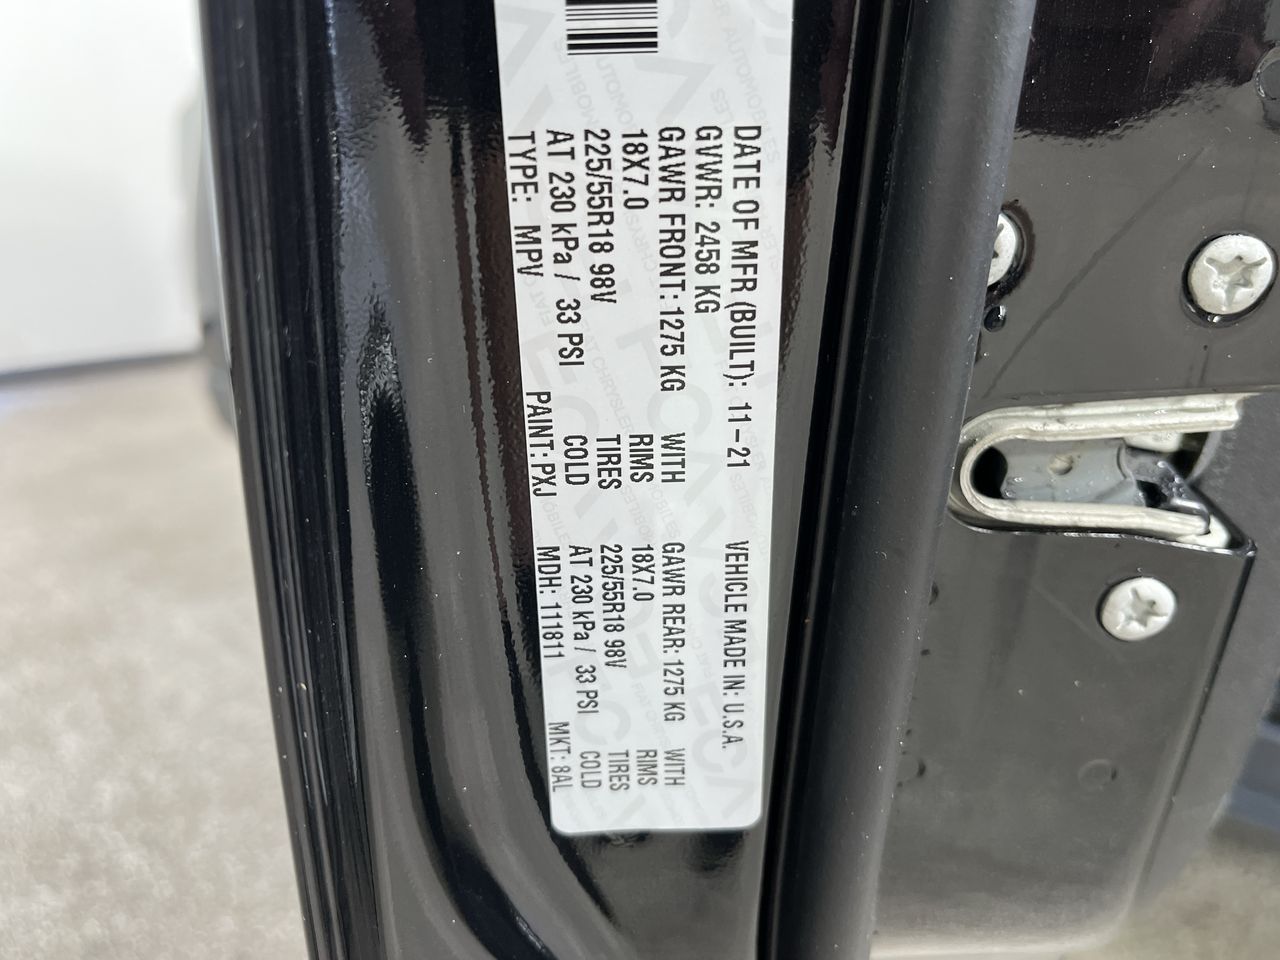 DATE OF MFR (BUILT): 11-21 VEHICLE MADE IN: U.S.A.
GVWR: 2458 KG
GAWR FRONT: 1275 KG WITH GAWR REAR: 1275 KG WITH
18X7.0 RIMS 18X7.0 RIMS
225/55R18 98V TIRES 225/55R18 98V TIRES
AT 230 kPa / 33 PSI COLD AT 230 kPa / 33 PSI COLD
TYPE: MPV PAINT: PXJ MDH: 111811 MKT: 8AL